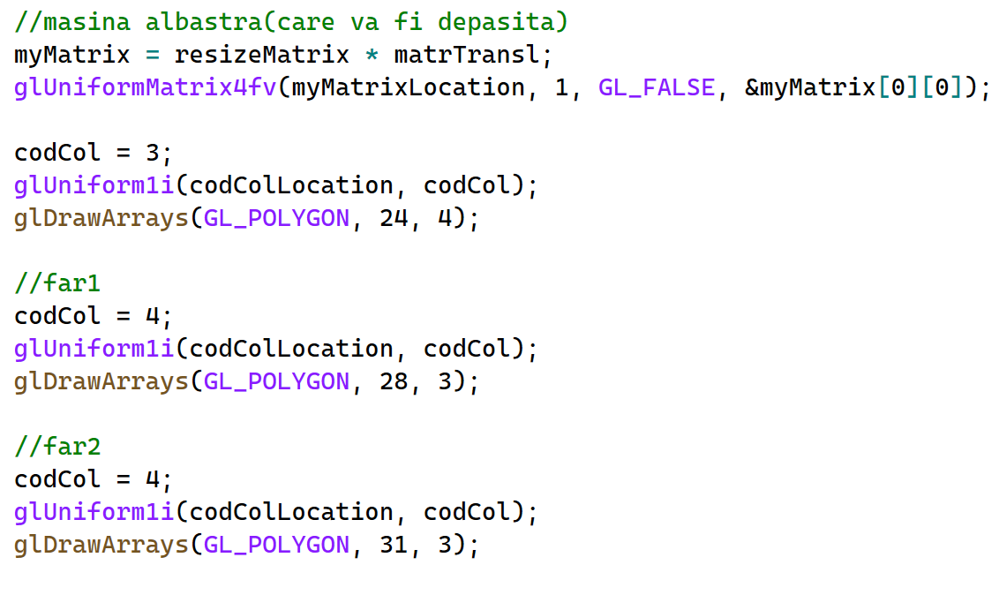 //masina albastra(care va fi depasita)
myMatrix = resizeMatrix * matrTransl;
glUniformMatrix4fv(myMatrixLocation, 1, GL_FALSE, &myMatrix[0][0]);
codCol = 3;
glUniform1i(codColLocation, codCol);
glDrawArrays(GL_POLYGON, 24, 4);
//far1
codCol = 4;
glUniform1i(codColLocation, codCol);
glDrawArrays(GL_POLYGON, 28, 3);
//far2
codCol = 4;
glUniform1i(codColLocation, codCol);
glDrawArrays(GL_POLYGON, 31, 3);